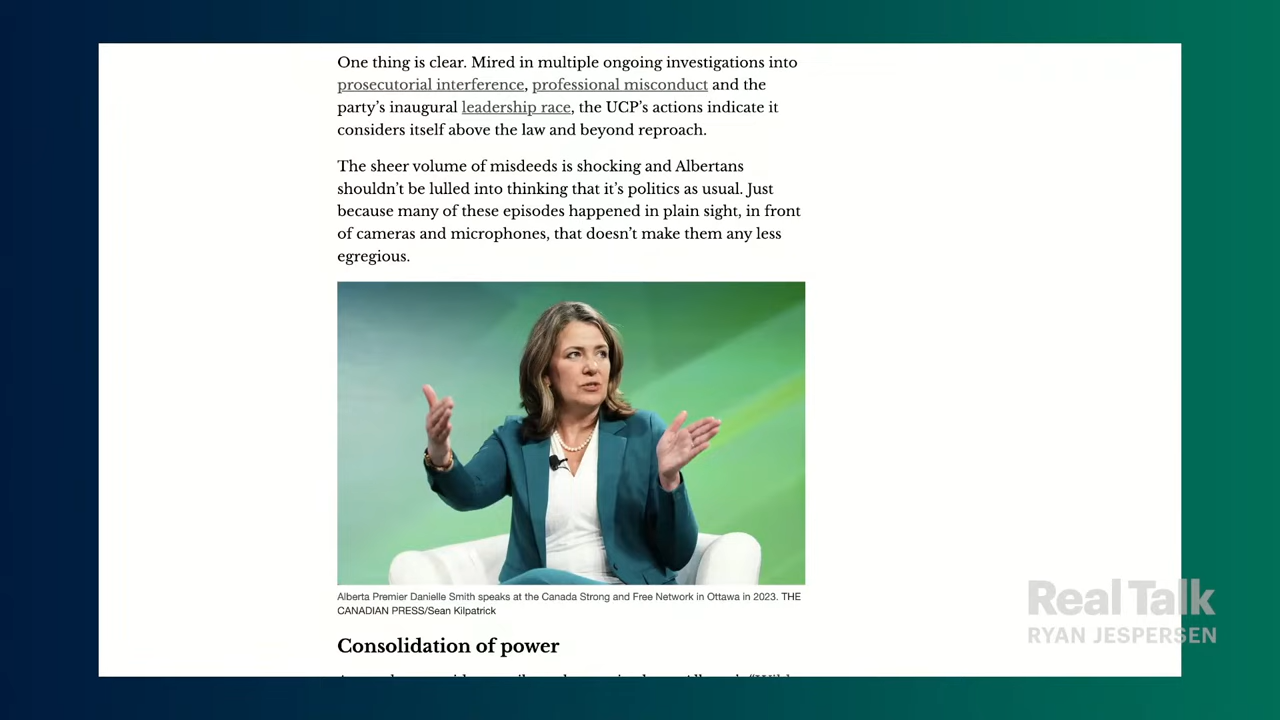 One thing is clear. Mired in multiple ongoing investigations into
prosecutorial interference, professional misconduct and the
party’s inaugural leadership race, the UCP’s actions indicate it
considers itself above the law and beyond reproach.
The sheer volume of misdeeds is shocking and Albertans
shouldn’t be lulled into thinking that it’s politics as usual. Just
because many of these episodes happened in plain sight, in front
of cameras and microphones, that doesn’t make them any less
egregious.
Alberta Premier Danielle Smith speaks at the Canada Strong and Free Network in Ottawa in 2023. THE
CANADIAN PRESS/Sean Kilpatrick
Consolidation of power
Real Talk
RYAN JESPERSEN